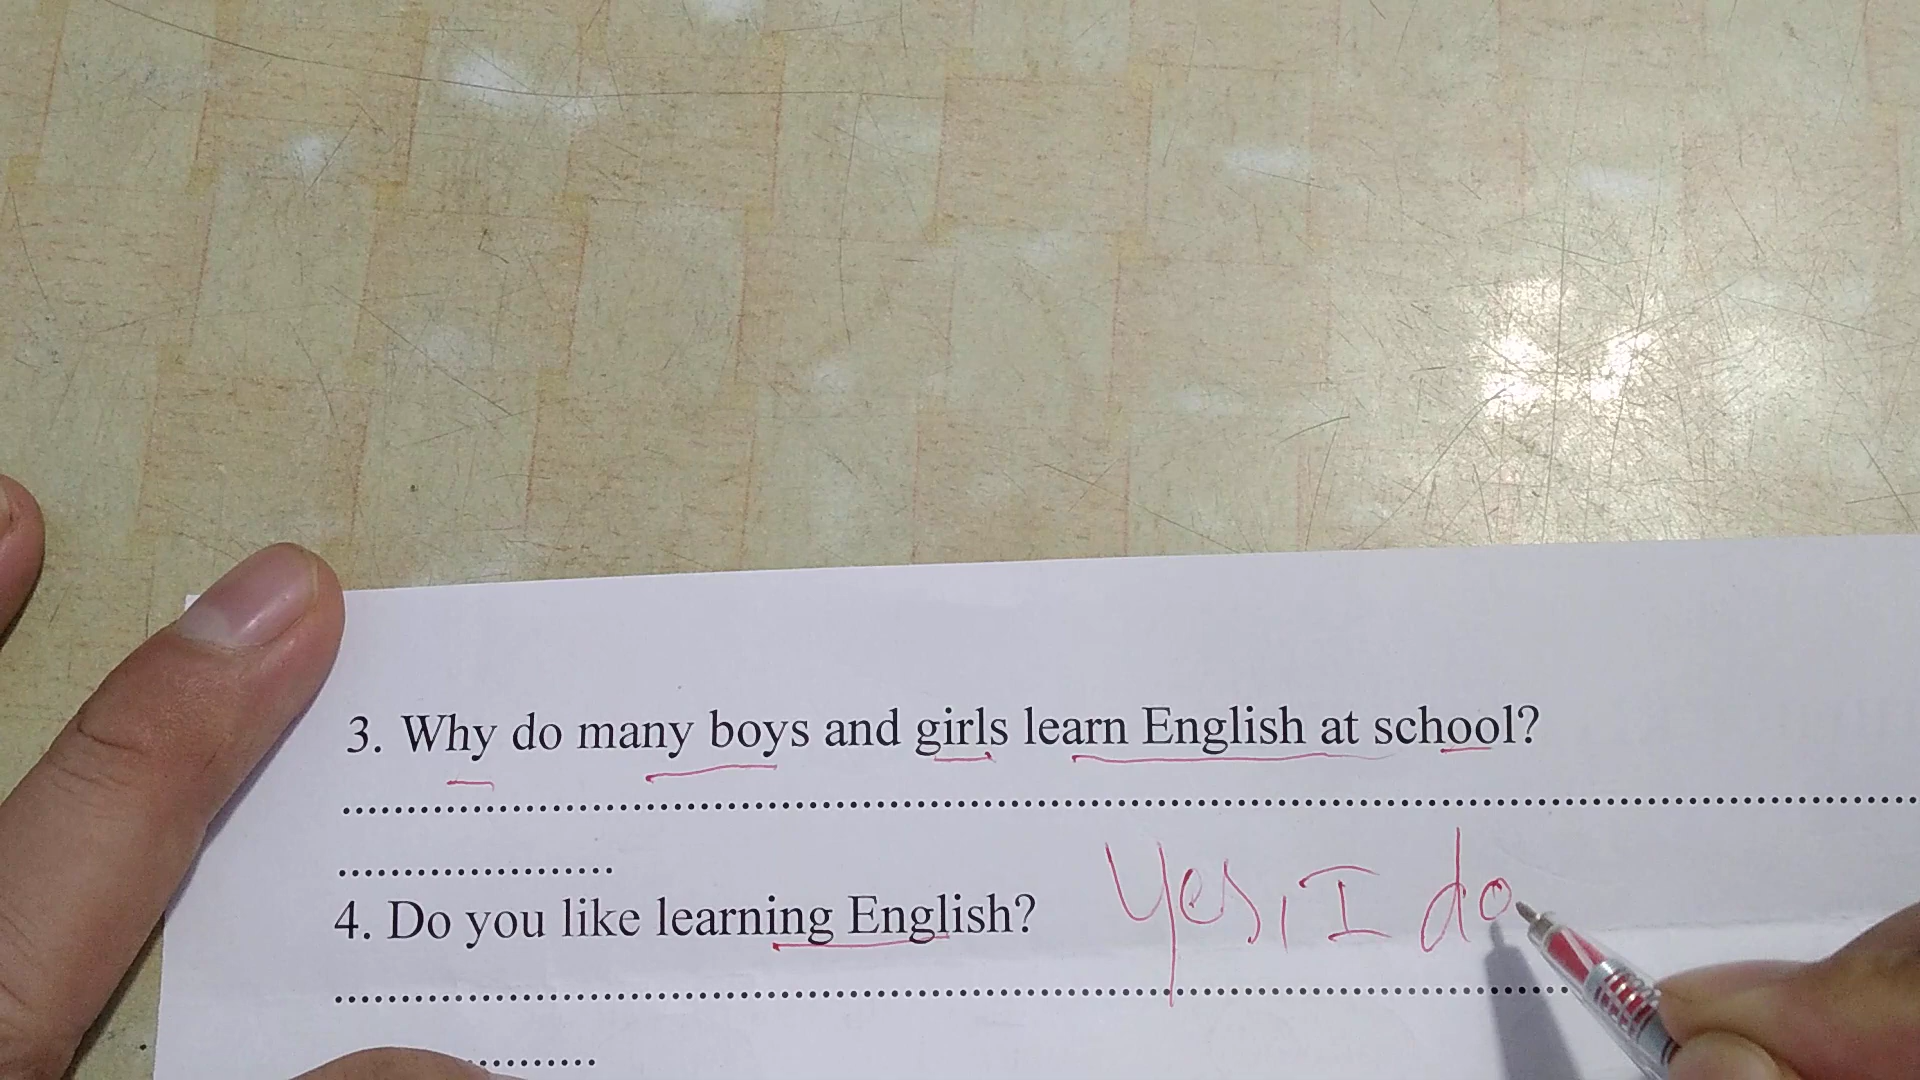 3. Why do many boys and girls learn English at school?
........................................................................................................................
.....................
4. Do you like learning English? Yes, I do
..............................................................................................
..........